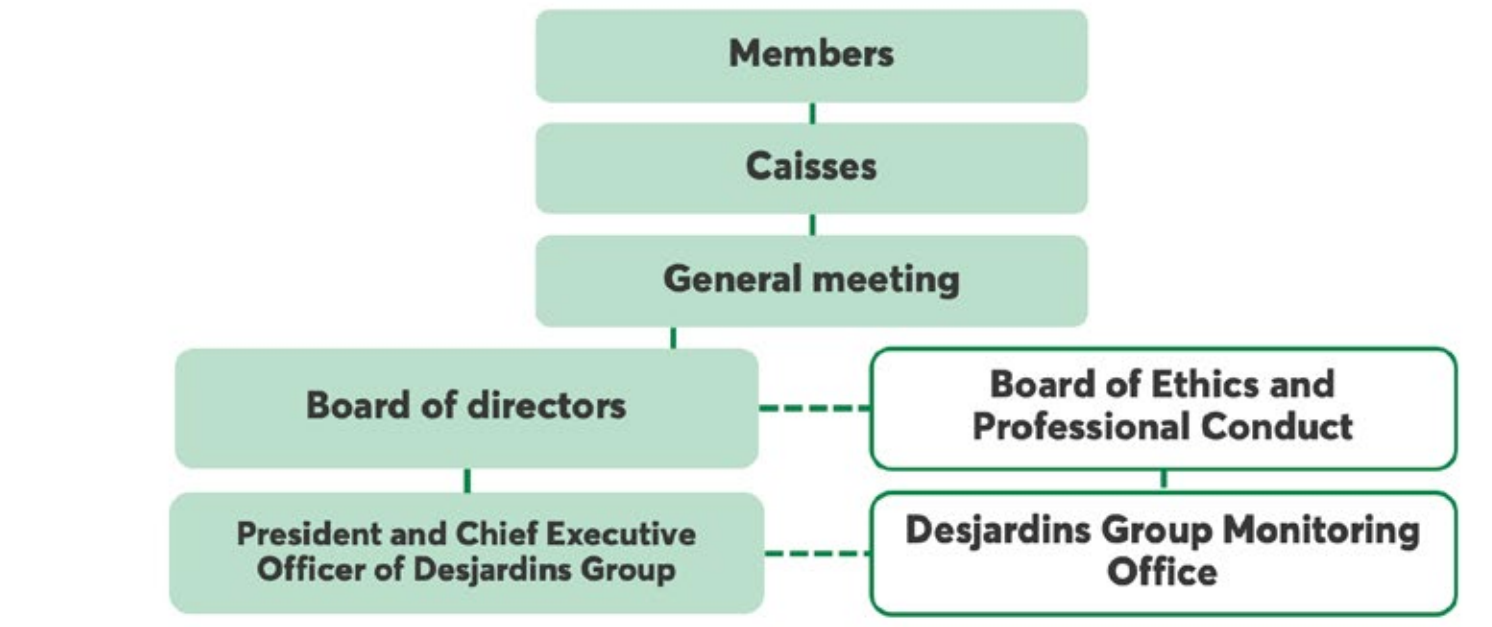 Members
Caisses
General meeting
Board of directors
Board of Ethics and
Professional Conduct
President and Chief Executive
Officer of Desjardins Group
Desjardins Group Monitoring
Office